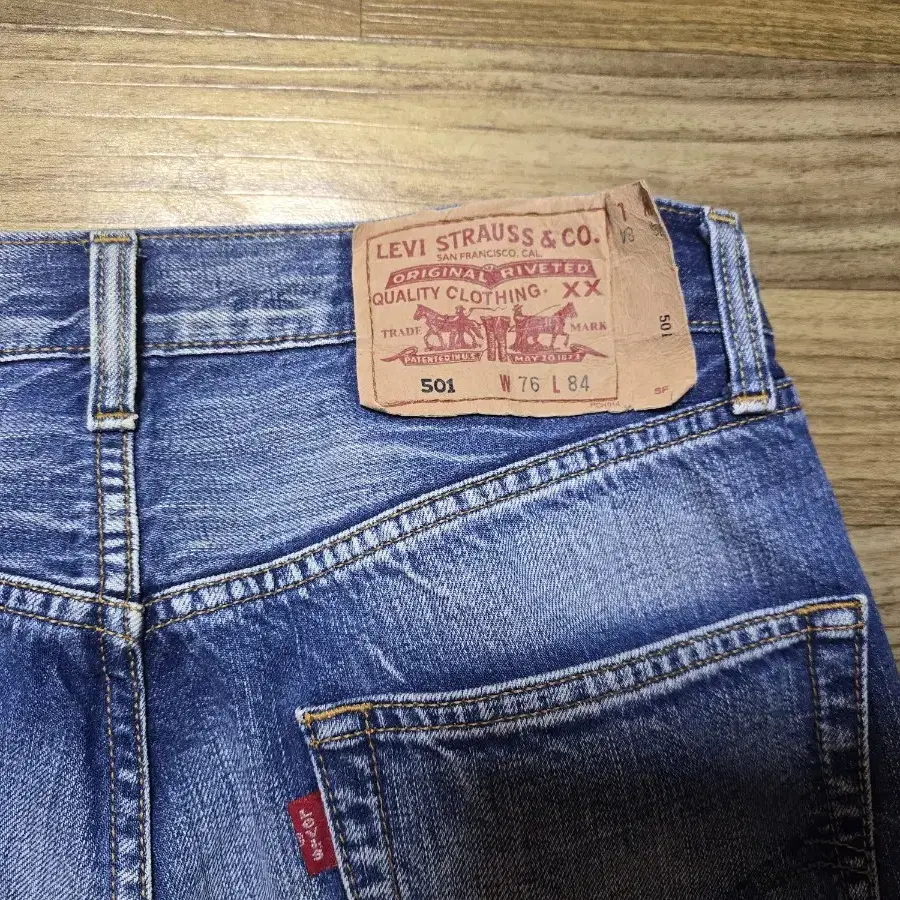 LEVI STRAUSS & CO.
SAN FRANCISCO, CAL.
ORIGINAL RIVETED
QUALITY CLOTHING. XX
TRADE MARK
PATENTED IN U.S. MAY 20 1873
501 W 76 L 84
501
SF
LEVI'S